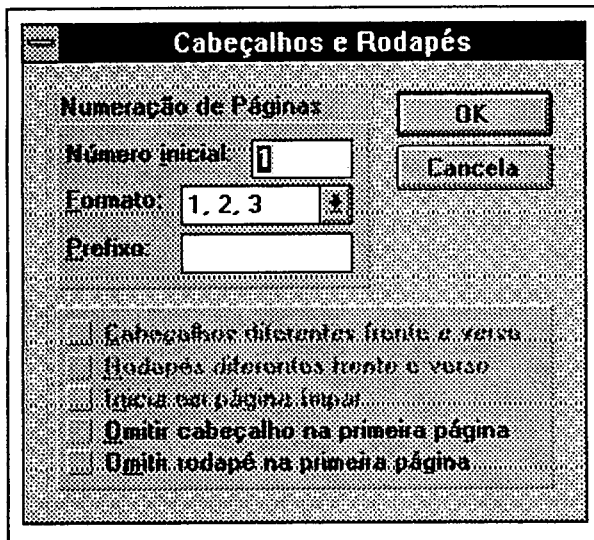 Cabeçalhos e Rodapés
Numeração de Páginas
OK
Número inicial: 1
Cancela
Formato: 1, 2, 3
Prefixo:
Cabeçalhos diferentes frente e verso
Rodapés diferentes frente e verso
Inicia em página ímpar
Omitir cabeçalho na primeira página
Omitir rodapé na primeira página